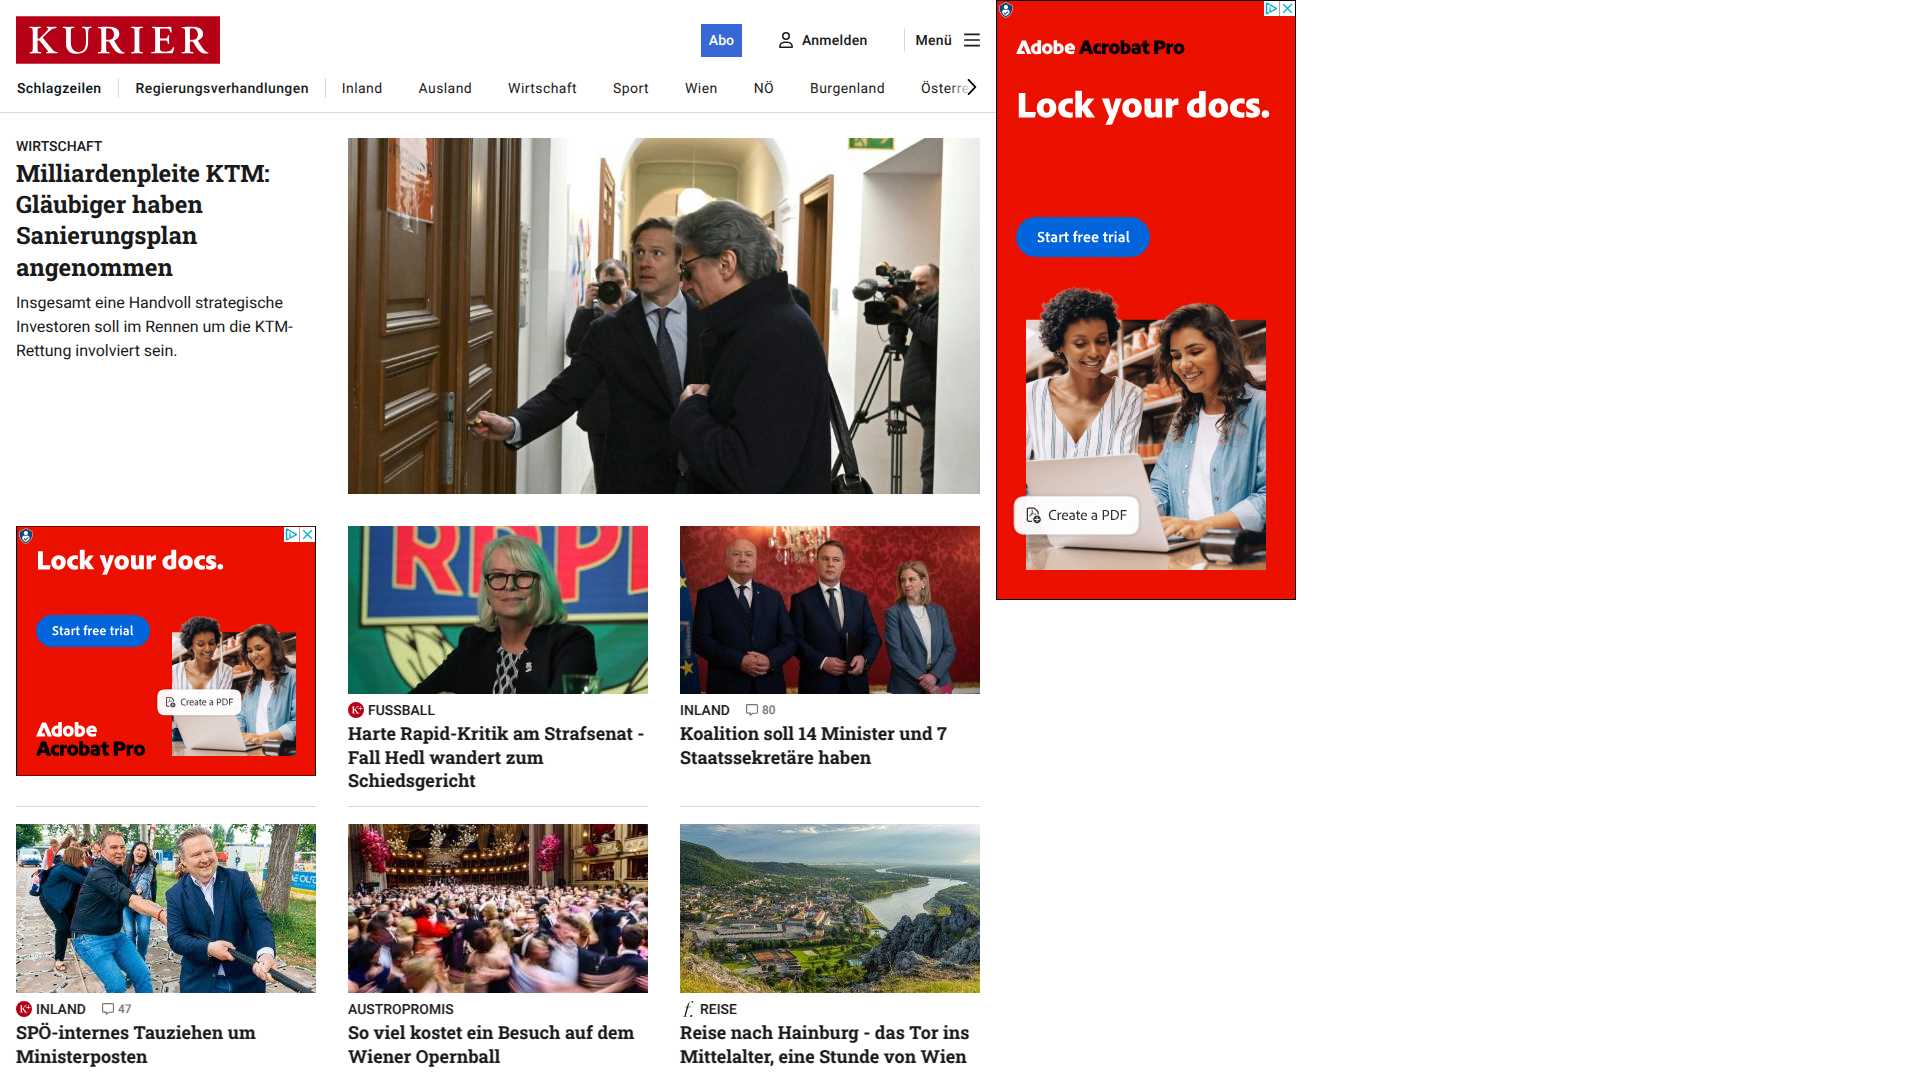 KURIER
Abo
Anmelden
Menü
Schlagzeilen
Regierungsverhandlungen
Inland
Ausland
Wirtschaft
Sport
Wien
NÖ
Burgenland
Österre
WIRTSCHAFT
Milliardenpleite KTM:
Gläubiger haben
Sanierungsplan
angenommen
Insgesamt eine Handvoll strategische
Investoren soll im Rennen um die KTM-
Rettung involviert sein.
Adobe Acrobat Pro
Lock your docs.
Start free trial
Create a PDF
Lock your docs.
Start free trial
Create a PDF
Adobe
Acrobat Pro
K+ FUSSBALL
Harte Rapid-Kritik am Strafsenat -
Fall Hedl wandert zum
Schiedsgericht
INLAND 80
Koalition soll 14 Minister und 7
Staatssekretäre haben
K+ INLAND 47
SPÖ-internes Tauziehen um
Ministerposten
AUSTROPROMIS
So viel kostet ein Besuch auf dem
Wiener Opernball
f. REISE
Reise nach Hainburg - das Tor ins
Mittelalter, eine Stunde von Wien